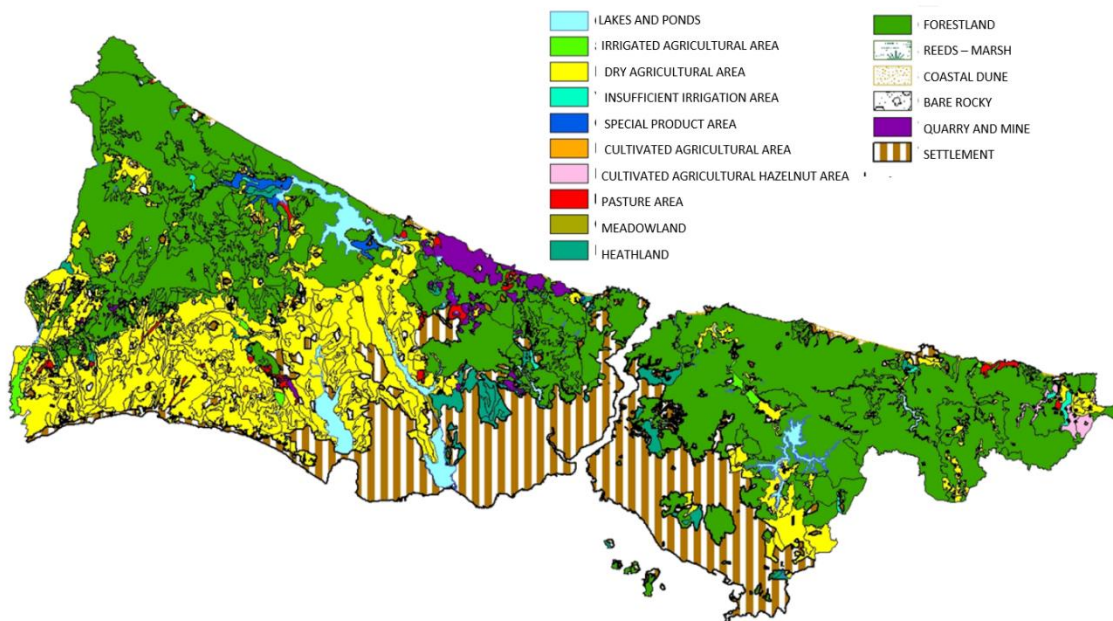 LAKES AND PONDS
IRRIGATED AGRICULTURAL AREA
DRY AGRICULTURAL AREA
INSUFFICIENT IRRIGATION AREA
SPECIAL PRODUCT AREA
CULTIVATED AGRICULTURAL AREA
CULTIVATED AGRICULTURAL HAZELNUT AREA
PASTURE AREA
MEADOWLAND
HEATHLAND
FORESTLAND
REEDS – MARSH
COASTAL DUNE
BARE ROCKY
QUARRY AND MINE
SETTLEMENT